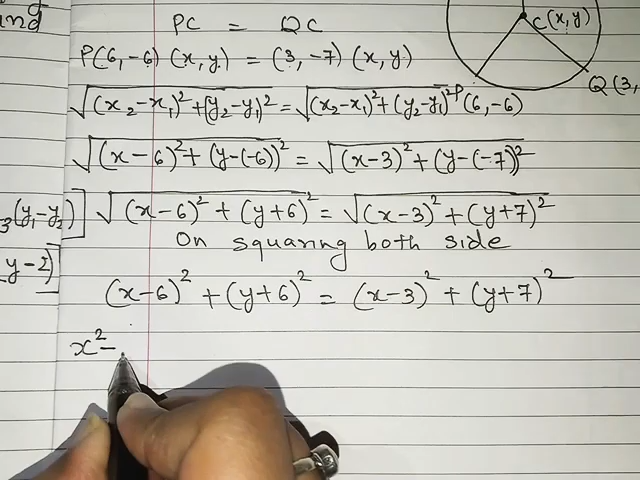 PC = QC
C(x,y)
P(6,-6) (x,y) = (3,-7) (x,y)
Q(3,
√(x₂-x₁)²+(y₂-y₁)² = √(x₂-x₁)²+(y₂-y₁)² P(6,-6)
√(x-6)²+(y-(-6))² = √(x-3)²+(y-(-7))²
3(y₁-y₂)]
√(x-6)²+(y+6)² = √(x-3)²+(y+7)²
On squaring both side
y-2)]
(x-6)²+(y+6)² = (x-3)²+(y+7)²
x²-